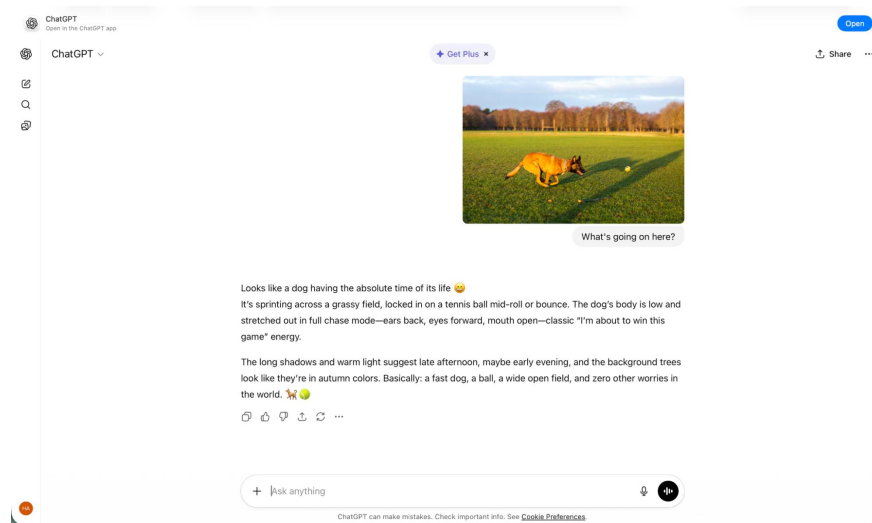 ChatGPT
Open in the ChatGPT app
Open
ChatGPT
Get Plus ×
Share
What's going on here?
Looks like a dog having the absolute time of its life 😄
It's sprinting across a grassy field, locked in on a tennis ball mid-roll or bounce. The dog's body is low and
stretched out in full chase mode—ears back, eyes forward, mouth open—classic "I'm about to win this
game" energy.
The long shadows and warm light suggest late afternoon, maybe early evening, and the background trees
look like they're in autumn colors. Basically: a fast dog, a ball, a wide open field, and zero other worries in
the world. 🐕🎾
Ask anything
HA
ChatGPT can make mistakes. Check important info. See Cookie Preferences.